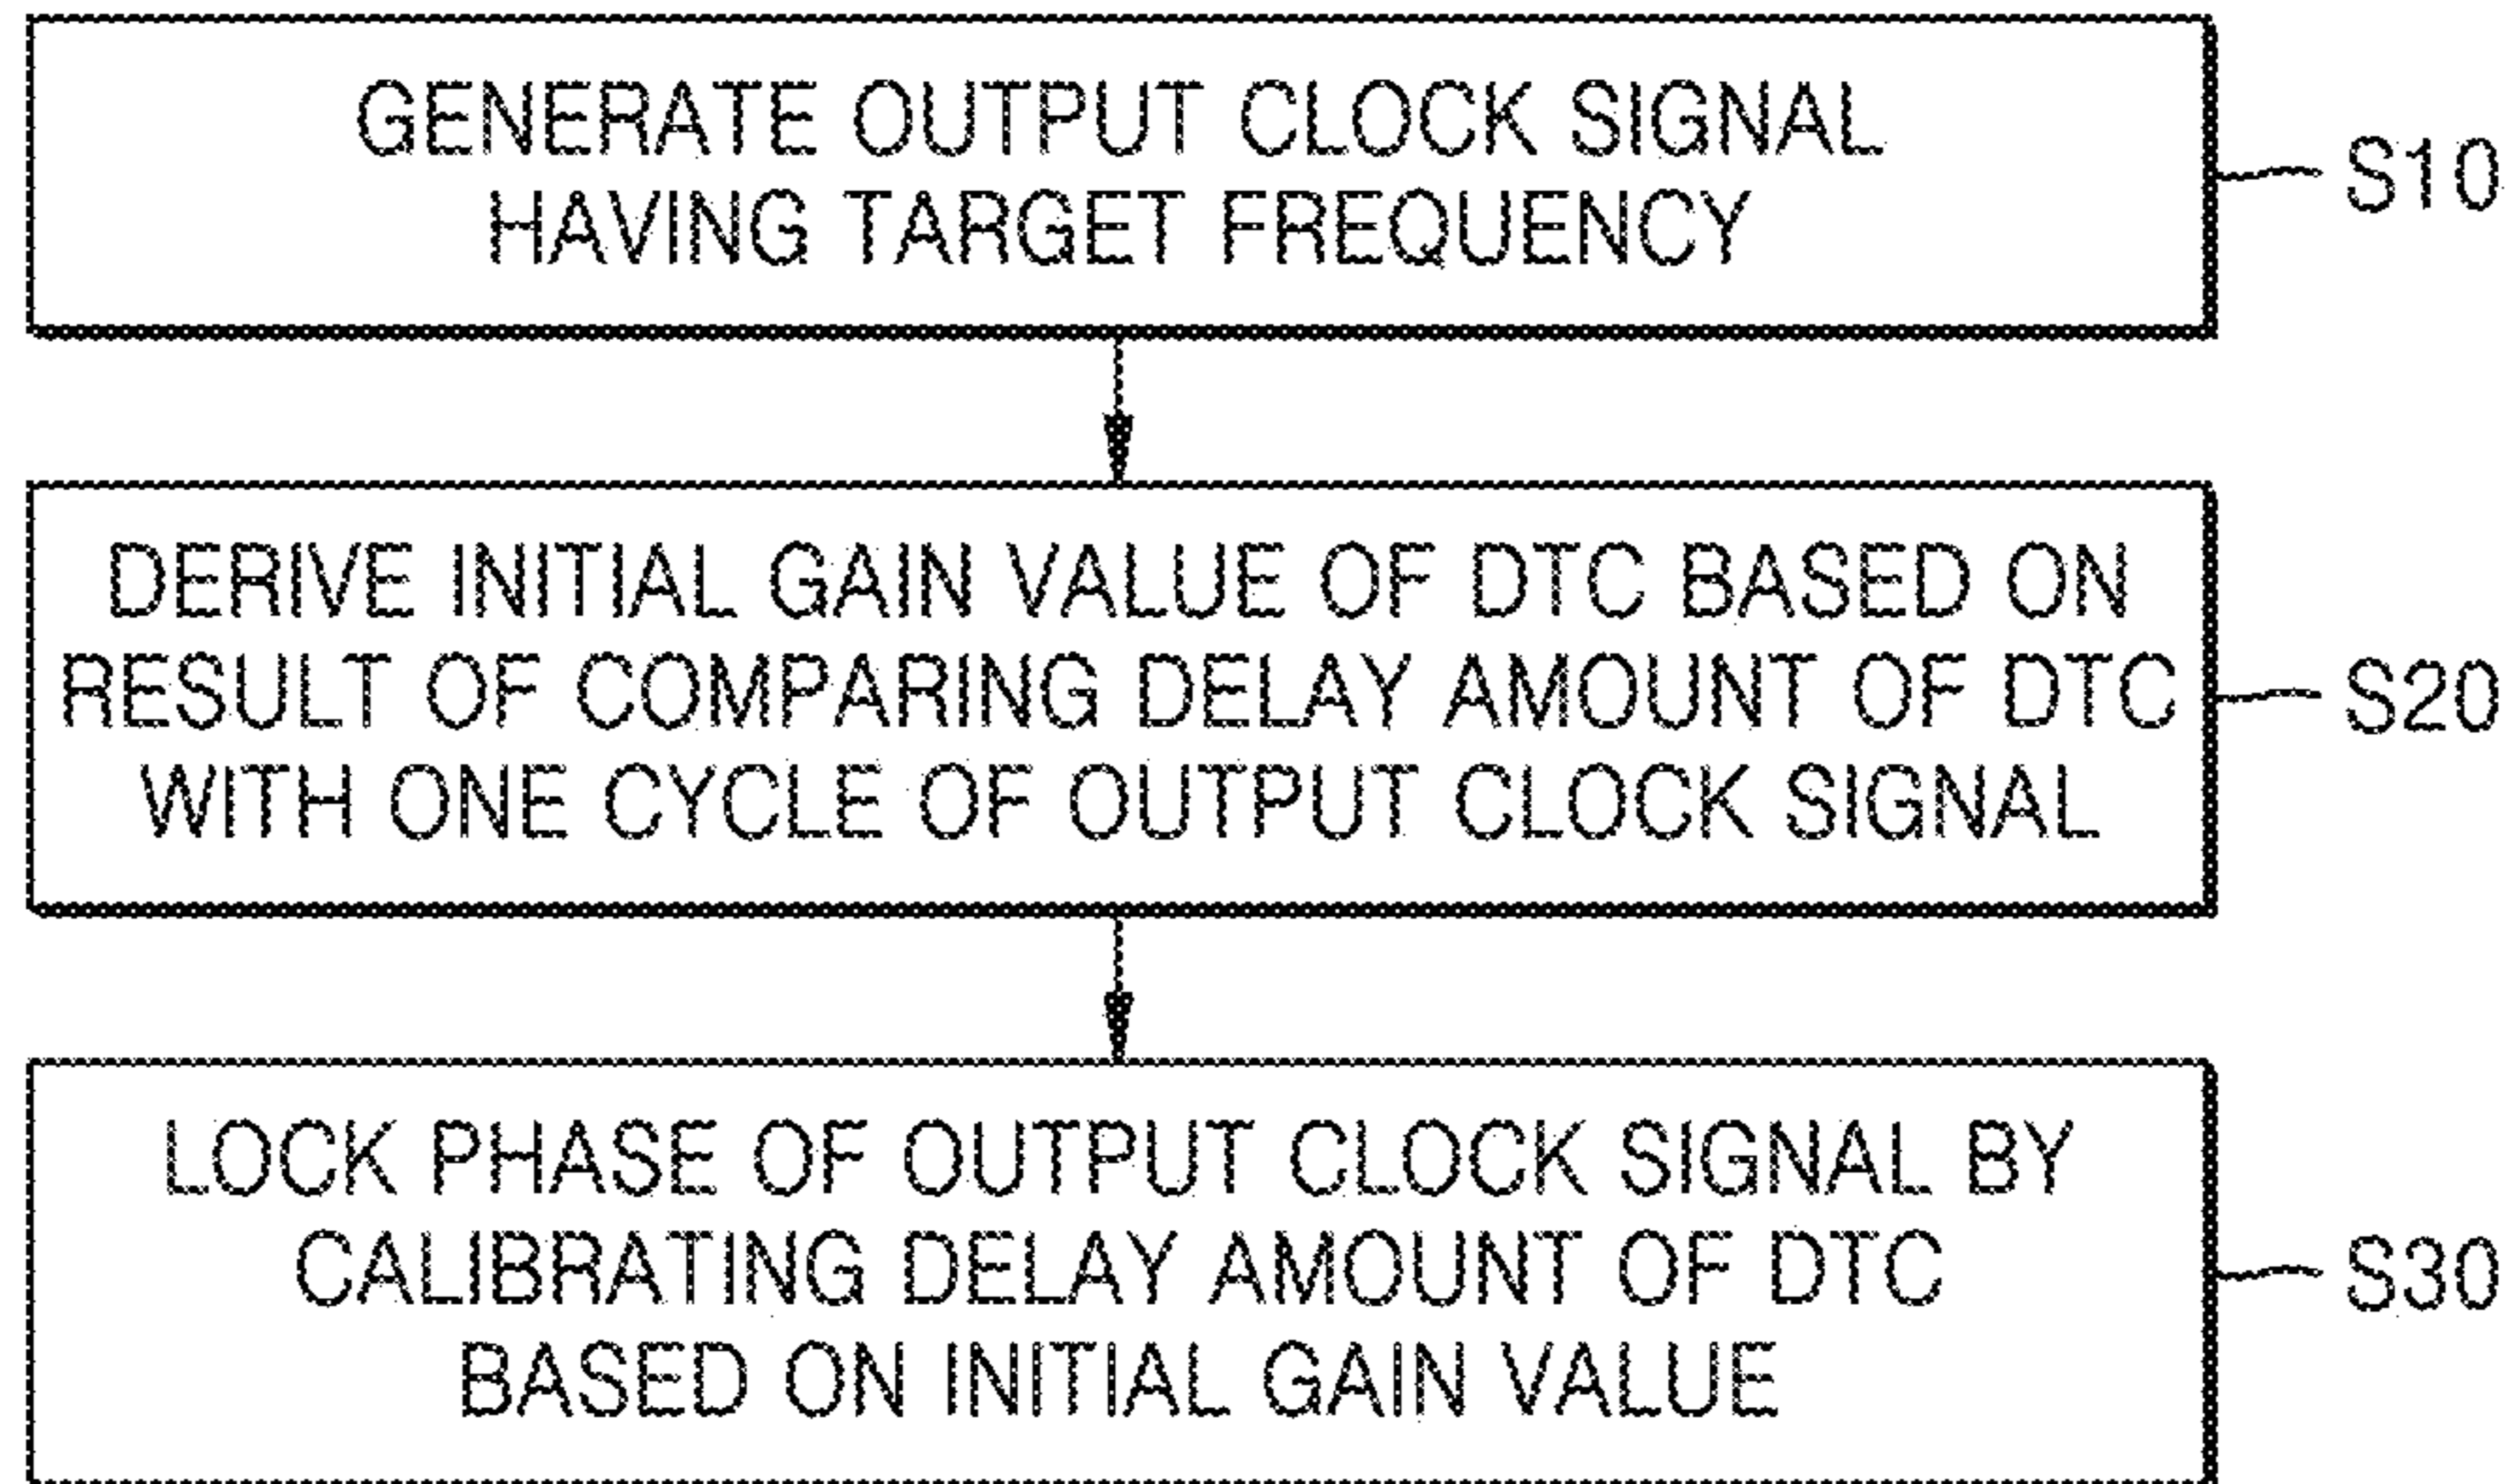 GENERATE OUTPUT CLOCK SIGNAL
HAVING TARGET FREQUENCY
S10
DERIVE INITIAL GAIN VALUE OF DTC BASED ON
RESULT OF COMPARING DELAY AMOUNT OF DTC
WITH ONE CYCLE OF OUTPUT CLOCK SIGNAL
S20
LOCK PHASE OF OUTPUT CLOCK SIGNAL BY
CALIBRATING DELAY AMOUNT OF DTC
BASED ON INITIAL GAIN VALUE
S30